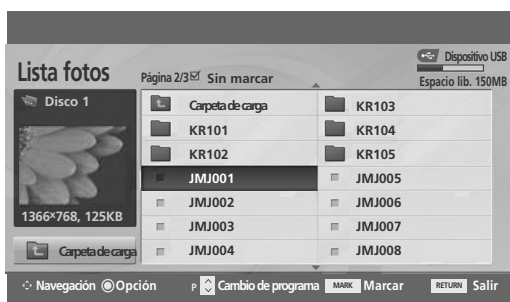 Lista fotos
Página 2/3 Sin marcar
Dispositivo USB
Espacio lib. 150MB
Disco 1
1366×768, 125KB
Carpeta de carga
Carpeta de carga
KR101
KR102
JMJ001
JMJ002
JMJ003
JMJ004
KR103
KR104
KR105
JMJ005
JMJ006
JMJ007
JMJ008
Navegación Opción P Cambio de programa MARK Marcar RETURN Salir